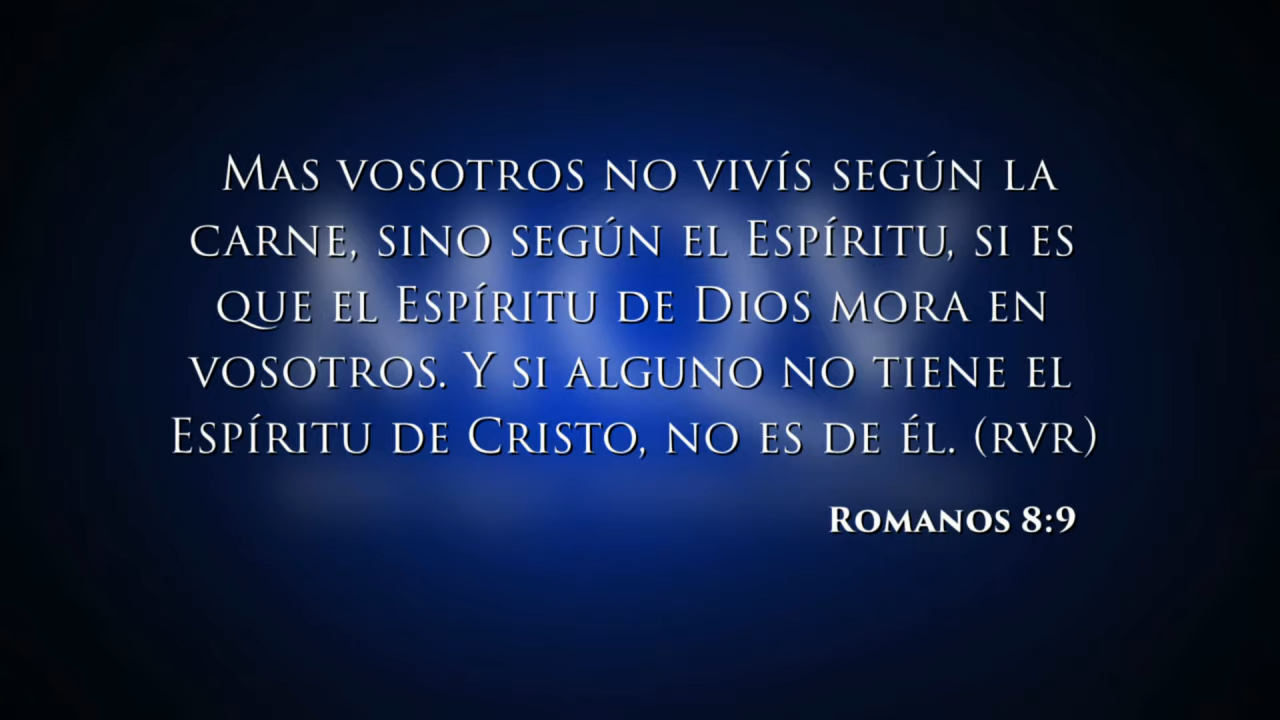 Mas vosotros no vivís según la
carne, sino según el Espíritu, si es
que el Espíritu de Dios mora en
vosotros. Y si alguno no tiene el
Espíritu de Cristo, no es de él. (RVR)
Romanos 8:9